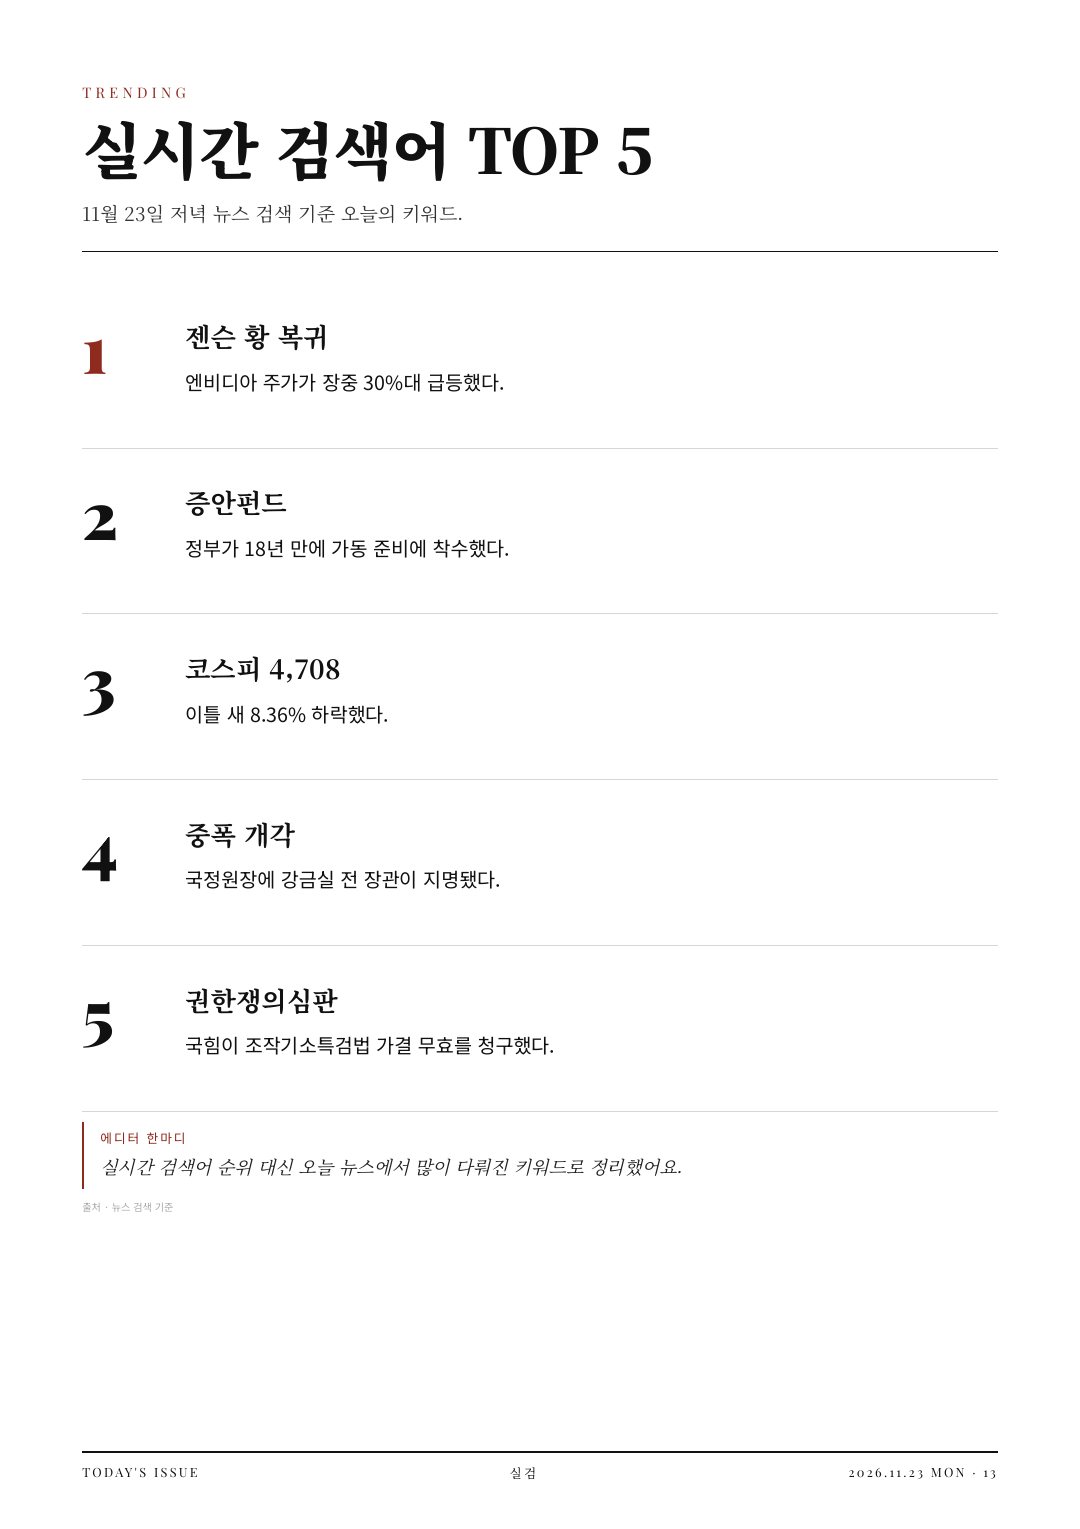 TRENDING
실시간 검색어 TOP 5
11월 23일 저녁 뉴스 검색 기준 오늘의 키워드.
1
젠슨 황 복귀
엔비디아 주가가 장중 30%대 급등했다.
2
증안펀드
정부가 18년 만에 가동 준비에 착수했다.
3
코스피 4,708
이틀 새 8.36% 하락했다.
4
중폭 개각
국정원장에 강금실 전 장관이 지명됐다.
5
권한쟁의심판
국힘이 조작기소특검법 가결 무효를 청구했다.
에디터 한마디
실시간 검색어 순위 대신 오늘 뉴스에서 많이 다뤄진 키워드로 정리했어요.
출처 · 뉴스 검색 기준
TODAY'S ISSUE
실검
2026.11.23 MON · 13